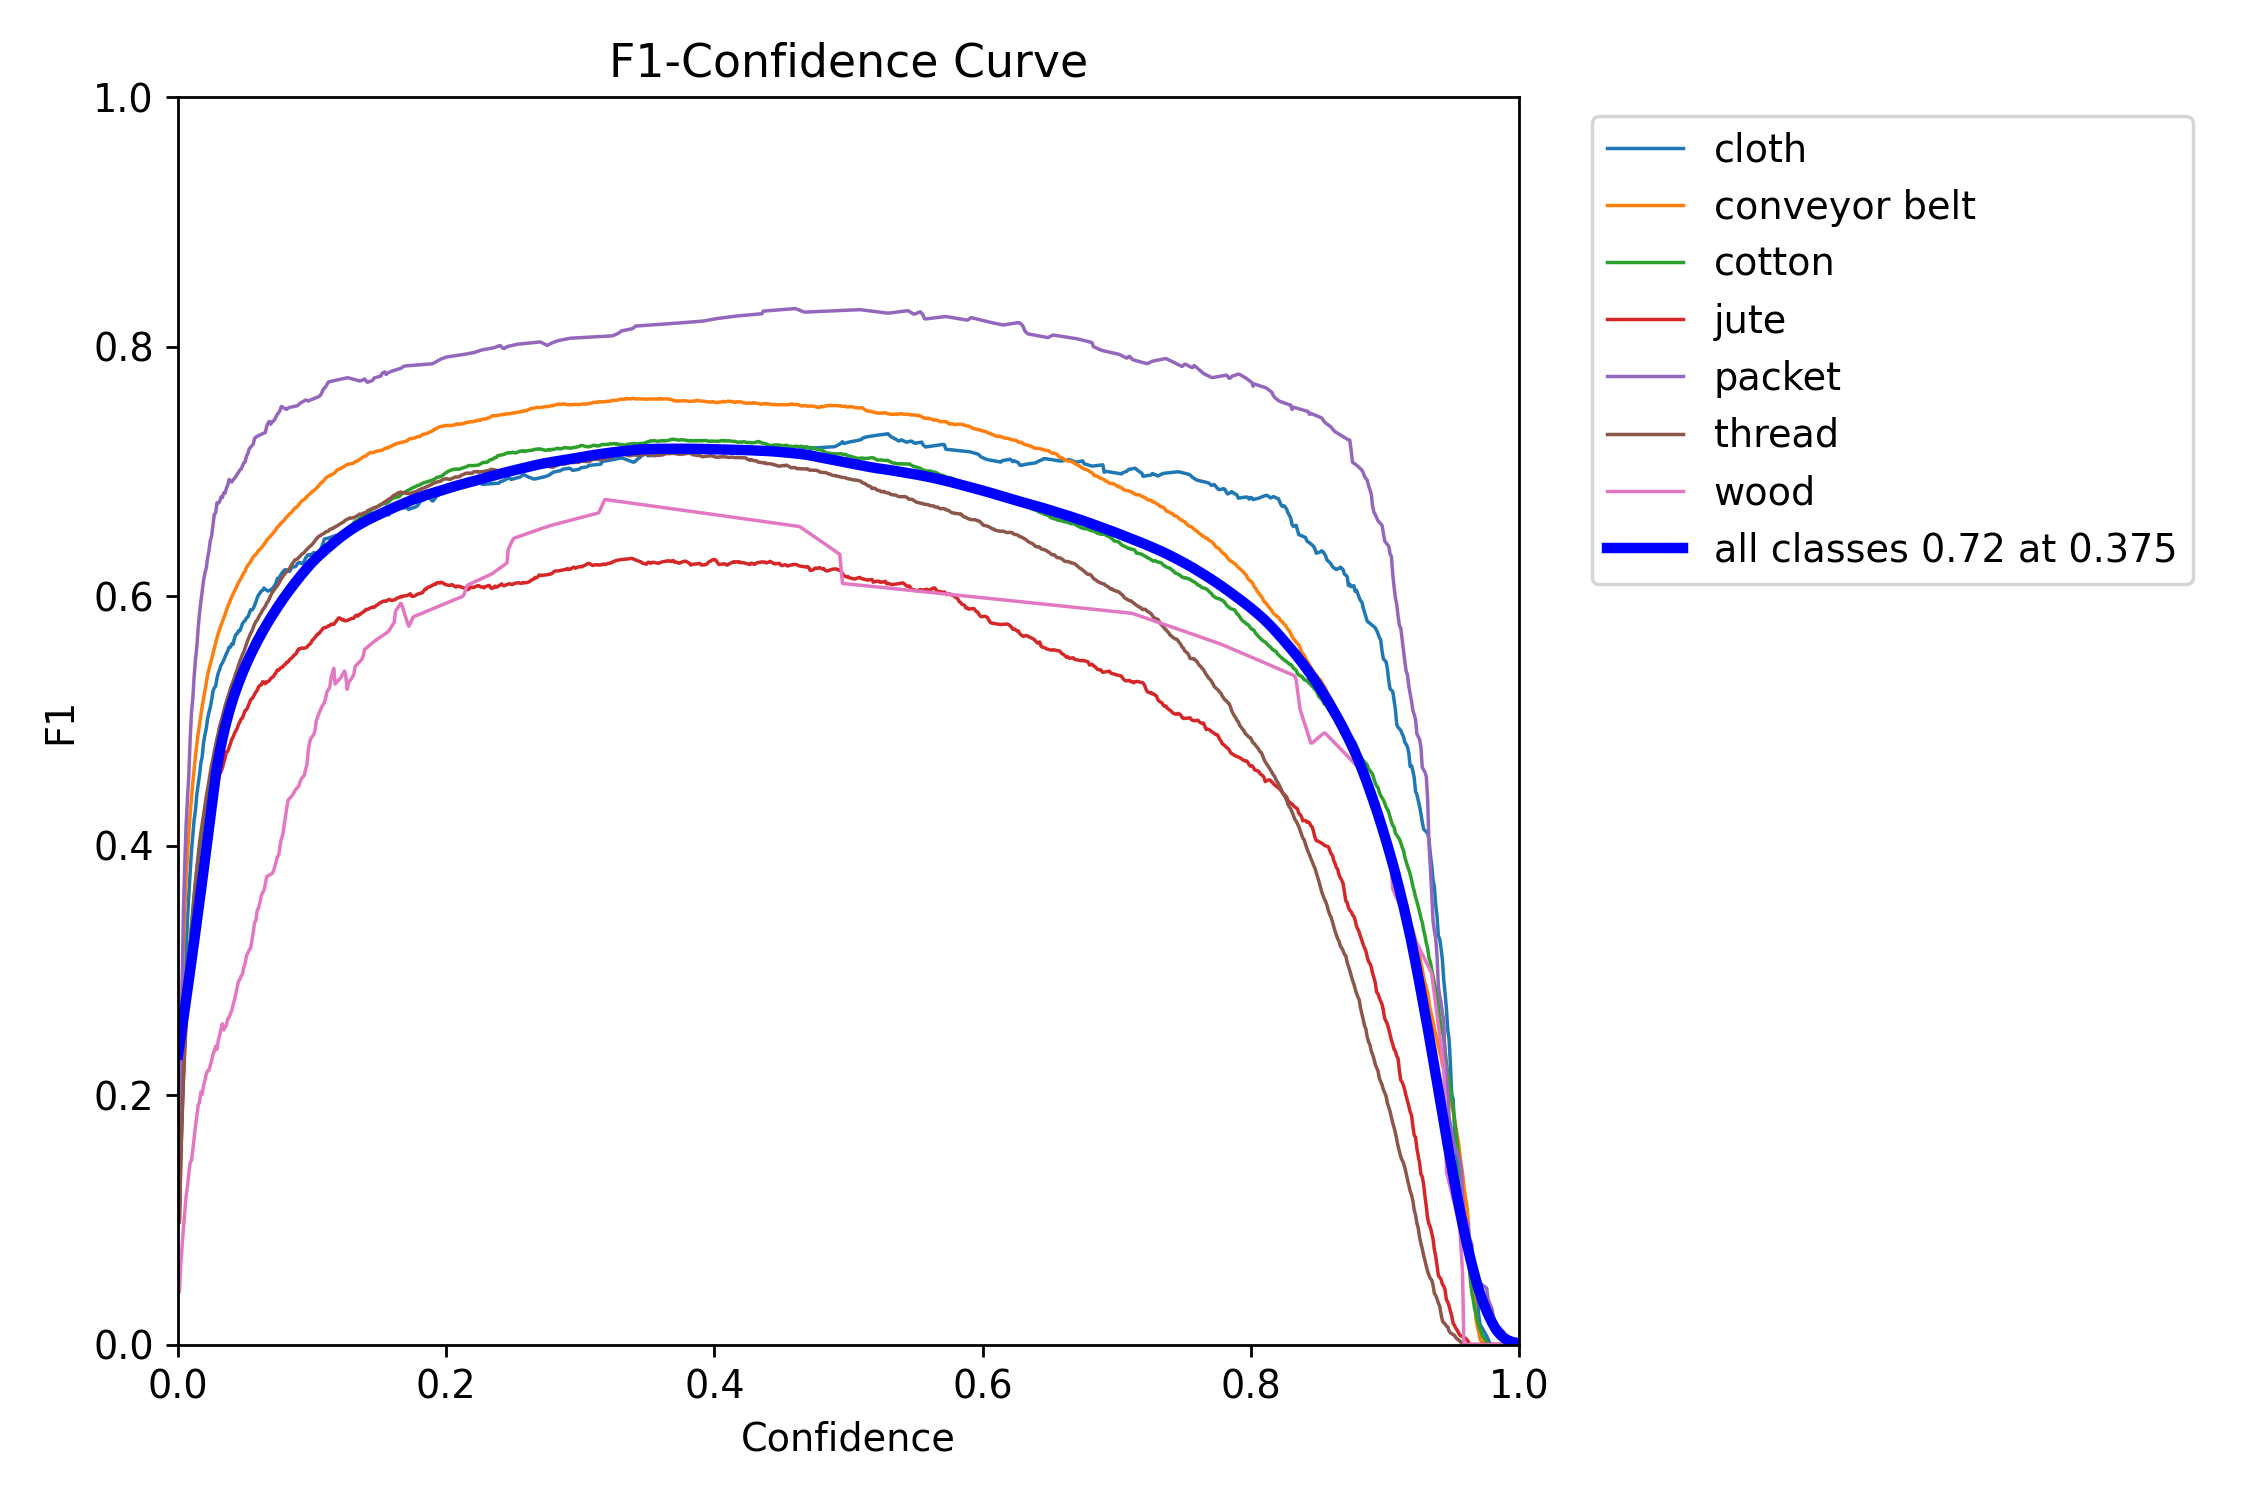 F1-Confidence Curve
1.0
0.8
0.6
0.4
0.2
0.0
F1
0.0 0.2 0.4 0.6 0.8 1.0
Confidence
cloth
conveyor belt
cotton
jute
packet
thread
wood
all classes 0.72 at 0.375